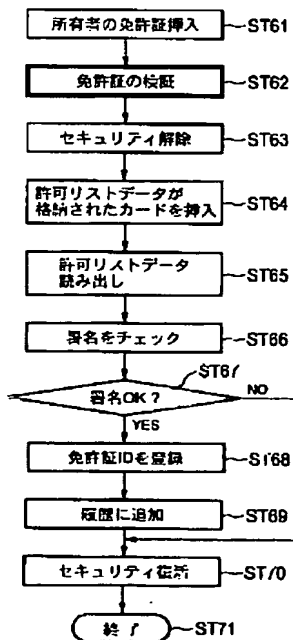 所有者の免許証挿入 ST61
免許証の検証 ST62
セキュリティ解除 ST63
許可リストデータが
格納されたカードを挿入 ST64
許可リストデータ
読み出し ST65
署名をチェック ST66
ST67
署名OK? NO
YES
免許証IDを登録 ST68
履歴に追加 ST69
セキュリティ復活 ST70
終了 ST71